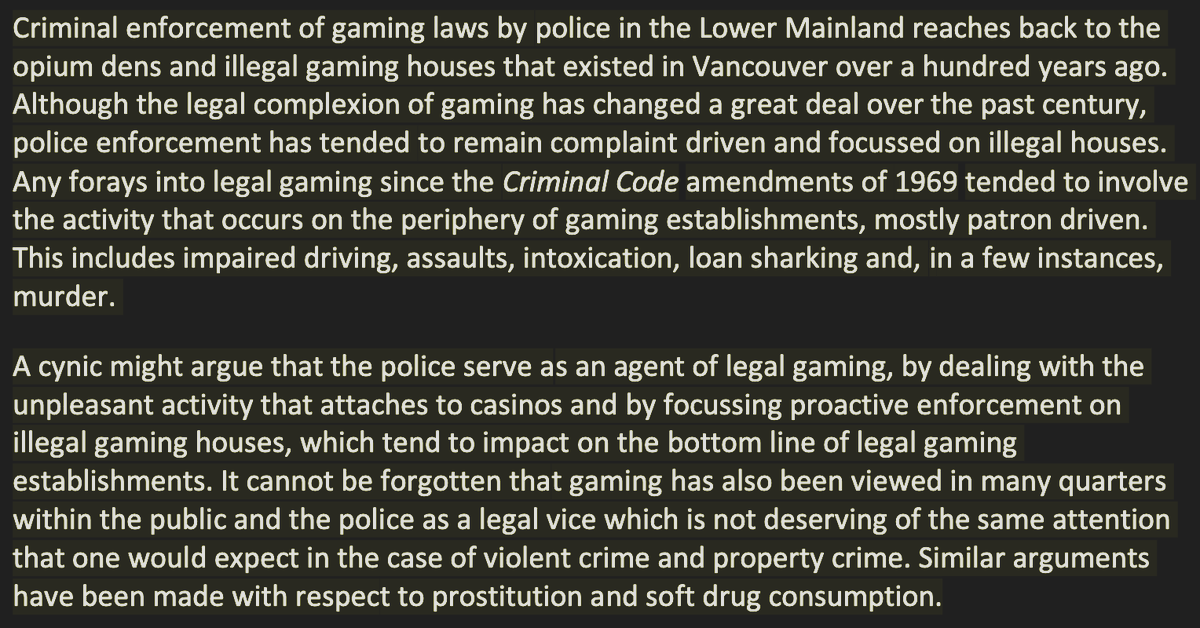 Criminal enforcement of gaming laws by police in the Lower Mainland reaches back to the
opium dens and illegal gaming houses that existed in Vancouver over a hundred years ago.
Although the legal complexion of gaming has changed a great deal over the past century,
police enforcement has tended to remain complaint driven and focussed on illegal houses.
Any forays into legal gaming since the Criminal Code amendments of 1969 tended to involve
the activity that occurs on the periphery of gaming establishments, mostly patron driven.
This includes impaired driving, assaults, intoxication, loan sharking and, in a few instances,
murder.
A cynic might argue that the police serve as an agent of legal gaming, by dealing with the
unpleasant activity that attaches to casinos and by focussing proactive enforcement on
illegal gaming houses, which tend to impact on the bottom line of legal gaming
establishments. It cannot be forgotten that gaming has also been viewed in many quarters
within the public and the police as a legal vice which is not deserving of the same attention
that one would expect in the case of violent crime and property crime. Similar arguments
have been made with respect to prostitution and soft drug consumption.